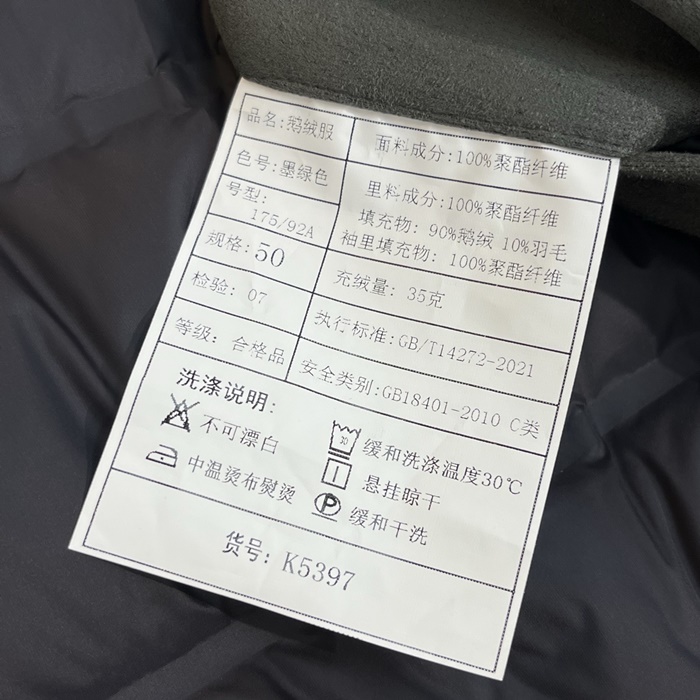 品名:鹅绒服
面料成分:100%聚酯纤维
色号:墨绿色
里料成分:100%聚酯纤维
填充物: 90%鹅绒 10%羽毛
袖里填充物: 100%聚酯纤维
号型:
175/92A
规格:50
充绒量: 35克
检验: 07
执行标准:GB/T14272-2021
等级: 合格品
安全类别:GB18401-2010 C类
洗涤说明:
不可漂白
缓和洗涤温度30℃
中温烫布熨烫
悬挂晾干
P
缓和干洗
货号: K5397